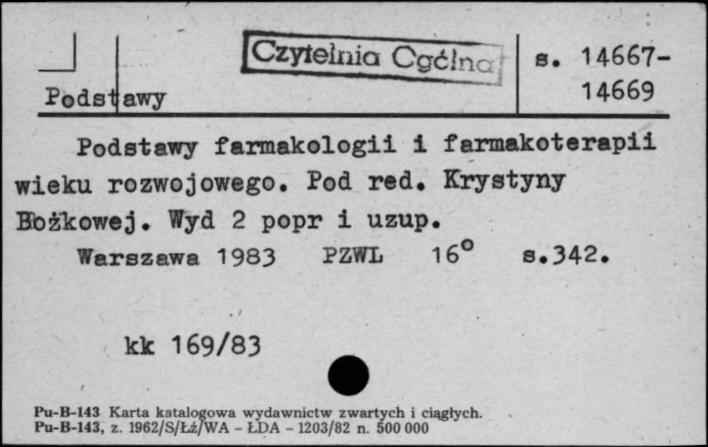 Czytelnia Ogólna
s. 14667-
14669
Podstawy
Podstawy farmakologii i farmakoterapii
wieku rozwojowego. Pod red. Krystyny
Bożkowej. Wyd 2 popr i uzup.
Warszawa 1983 PZWL 16° s.342.
kk 169/83
Pu-B-143 Karta katalogowa wydawnictw zwartych i ciągłych.
Pu-B-143, z. 1962/S/Łż/WA - ŁDA - 1203/82 n. 500 000